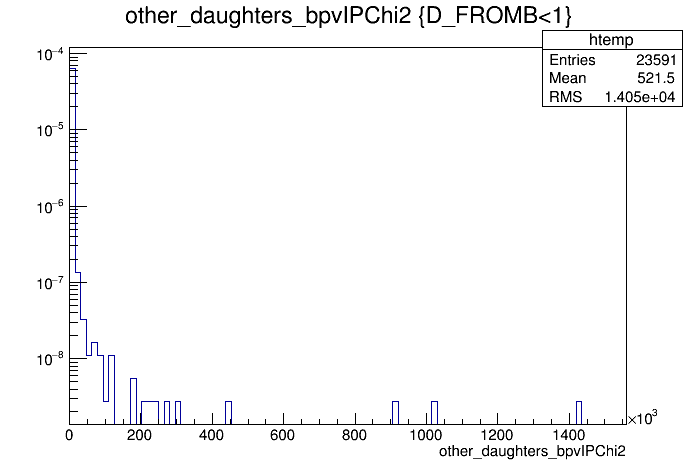 other_daughters_bpvIPChi2 {D_FROMB<1}
htemp
Entries 23591
Mean 521.5
RMS 1.405e+04
10−4
10−5
10−6
10−7
10−8
0 200 400 600 800 1000 1200 1400
×103
other_daughters_bpvIPChi2